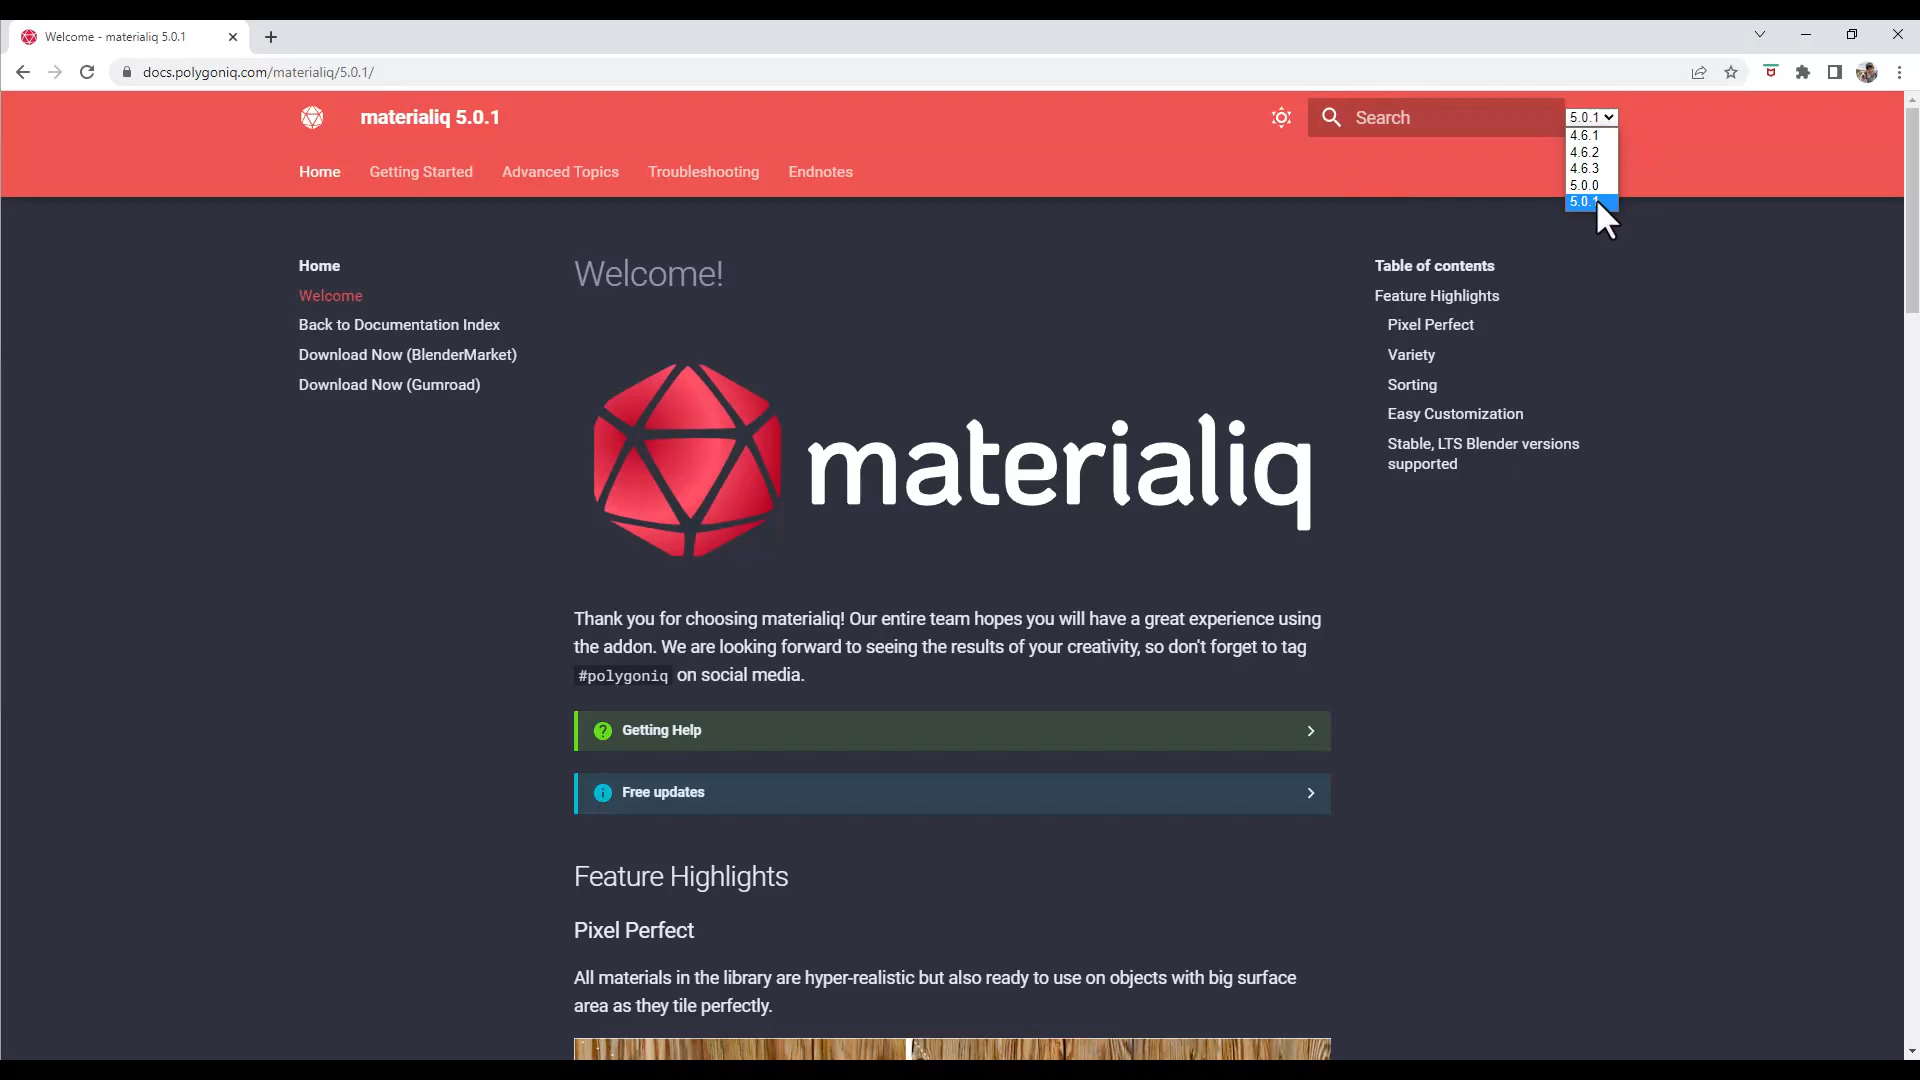 Welcome - materialiq 5.0.1
docs.polygoniq.com/materialiq/5.0.1/
materialiq 5.0.1
Search
5.0.1
4.6.1
4.6.2
4.6.3
5.0.0
5.0.1
Home
Getting Started
Advanced Topics
Troubleshooting
Endnotes
Home
Welcome
Back to Documentation Index
Download Now (BlenderMarket)
Download Now (Gumroad)
Welcome!
materialiq
Thank you for choosing materialiq! Our entire team hopes you will have a great experience using
the addon. We are looking forward to seeing the results of your creativity, so don't forget to tag
#polygoniq on social media.
Getting Help
Free updates
Feature Highlights
Pixel Perfect
All materials in the library are hyper-realistic but also ready to use on objects with big surface
area as they tile perfectly.
Table of contents
Feature Highlights
Pixel Perfect
Variety
Sorting
Easy Customization
Stable, LTS Blender versions
supported